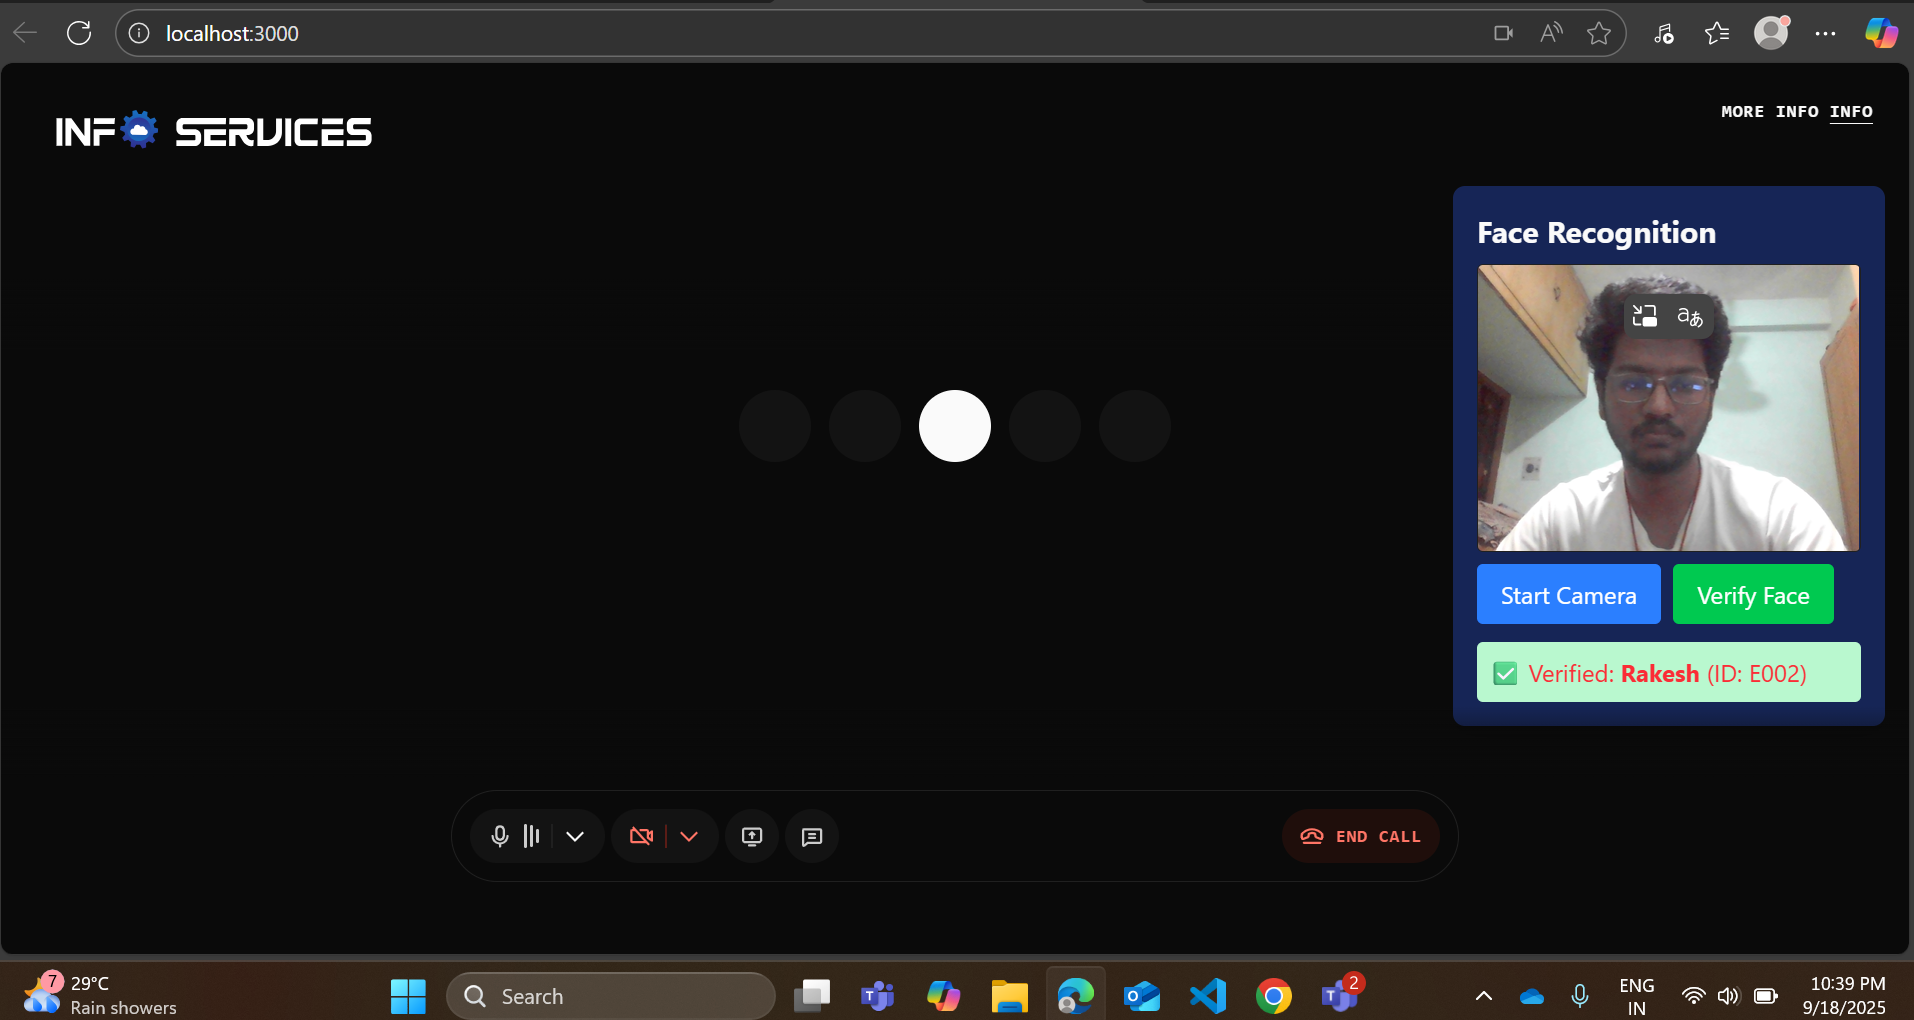 localhost:3000
INFO SERVICES
MORE INFO INFO
Face Recognition
Start Camera
Verify Face
Verified: Rakesh (ID: E002)
END CALL
7
29°C
Rain showers
Search
2
ENG
IN
10:39 PM
9/18/2025